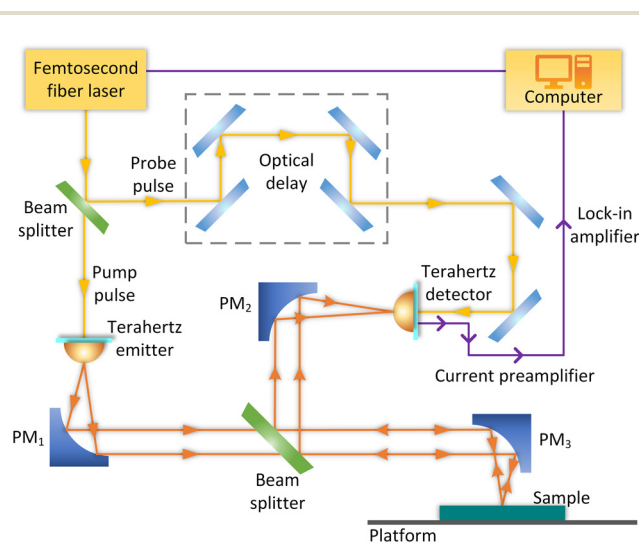 Femtosecond
fiber laser
Computer
Probe
pulse
Optical
delay
Beam
splitter
Lock-in
amplifier
Pump
pulse
Terahertz
detector
PM2
Terahertz
emitter
Current preamplifier
PM1
PM3
Beam
splitter
Sample
Platform